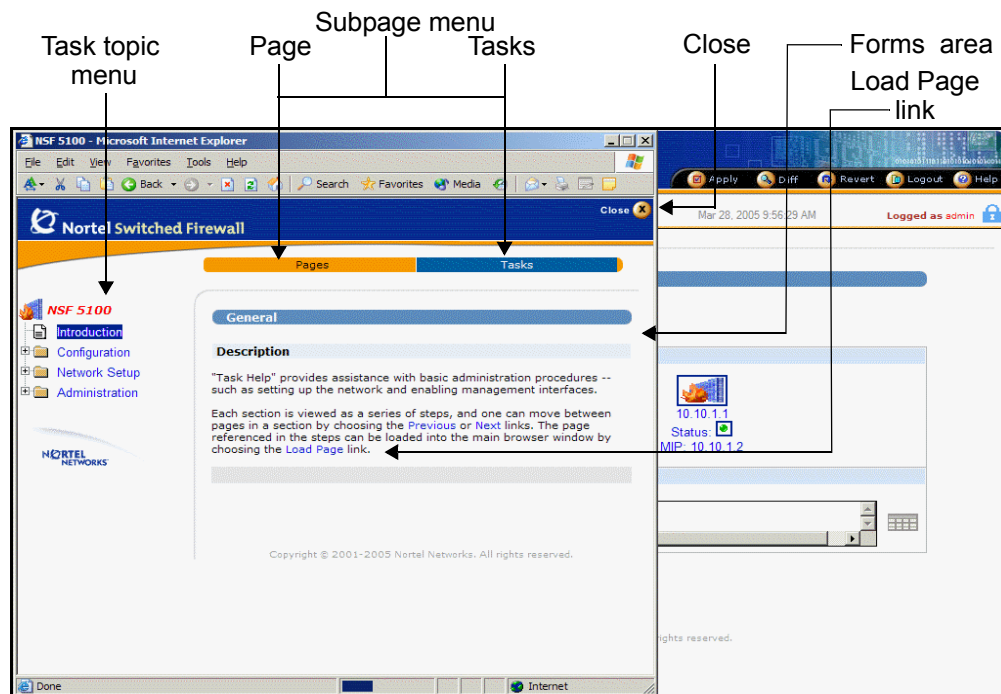 Subpage menu
Task topic menu
Page
Tasks
Close
Forms area
Load Page link
NSF 5100 - Microsoft Internet Explorer
File Edit View Favorites Tools Help
Back Search Favorites Media
Close
Nortel Switched Firewall
Pages Tasks
NSF 5100
Introduction
Configuration
Network Setup
Administration
NORTEL
NETWORKS
General
Description
"Task Help" provides assistance with basic administration procedures --
such as setting up the network and enabling management interfaces.
Each section is viewed as a series of steps, and one can move between
pages in a section by choosing the Previous or Next links. The page
referenced in the steps can be loaded into the main browser window by
choosing the Load Page link.
Copyright © 2001-2005 Nortel Networks. All rights reserved.
Done Internet
Apply Diff Revert Logout Help
Mar 28, 2005 9:56:29 AM Logged as admin
10.10.1.1
Status:
MIP: 10.10.1.2
ights reserved.